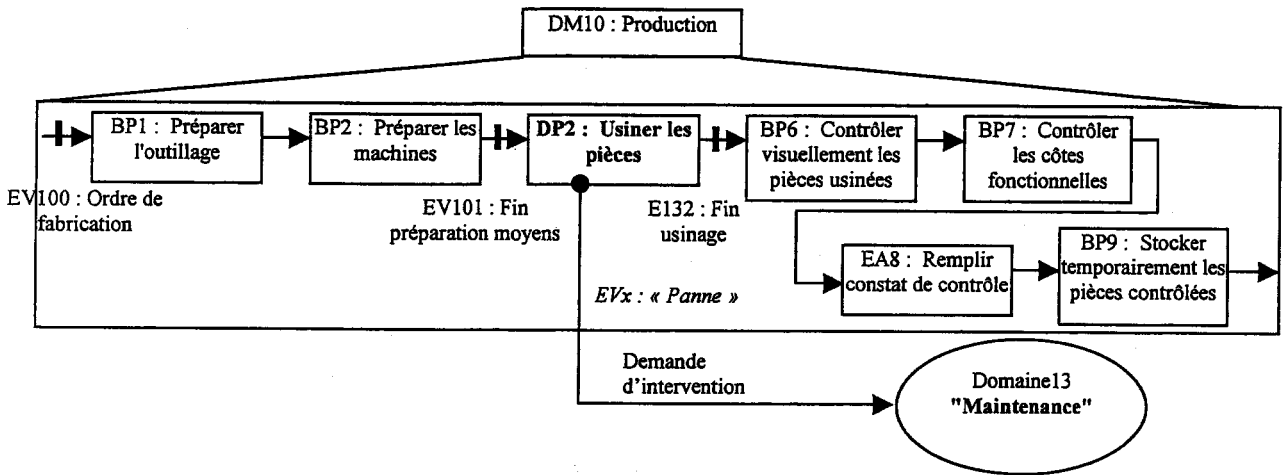 DM10 : Production
BP1 : Préparer
l'outillage
BP2 : Préparer les
machines
DP2 : Usiner les
pièces
BP6 : Contrôler
visuellement les
pièces usinées
BP7 : Contrôler
les côtes
fonctionnelles
EV100 : Ordre de
fabrication
EV101 : Fin
préparation moyens
E132 : Fin
usinage
EA8 : Remplir
constat de contrôle
BP9 : Stocker
temporairement les
pièces contrôlées
EVx : « Panne »
Demande
d'intervention
Domaine13
"Maintenance"